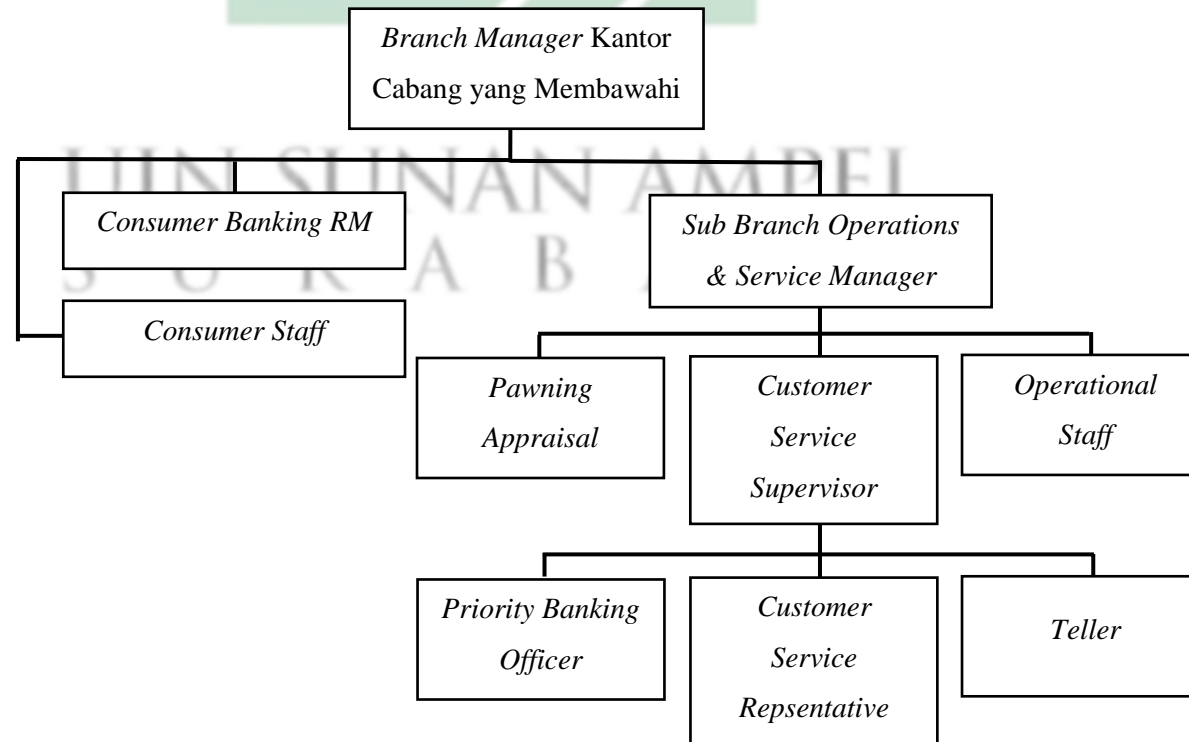 Branch Manager Kantor
Cabang yang Membawahi
UIN SUNAN AMPEL
Consumer Banking RM
Sub Branch Operations
& Service Manager
S U R A B A
Consumer Staff
Pawning
Appraisal
Customer
Service
Supervisor
Operational
Staff
Priority Banking
Officer
Customer
Service
Repsentative
Teller